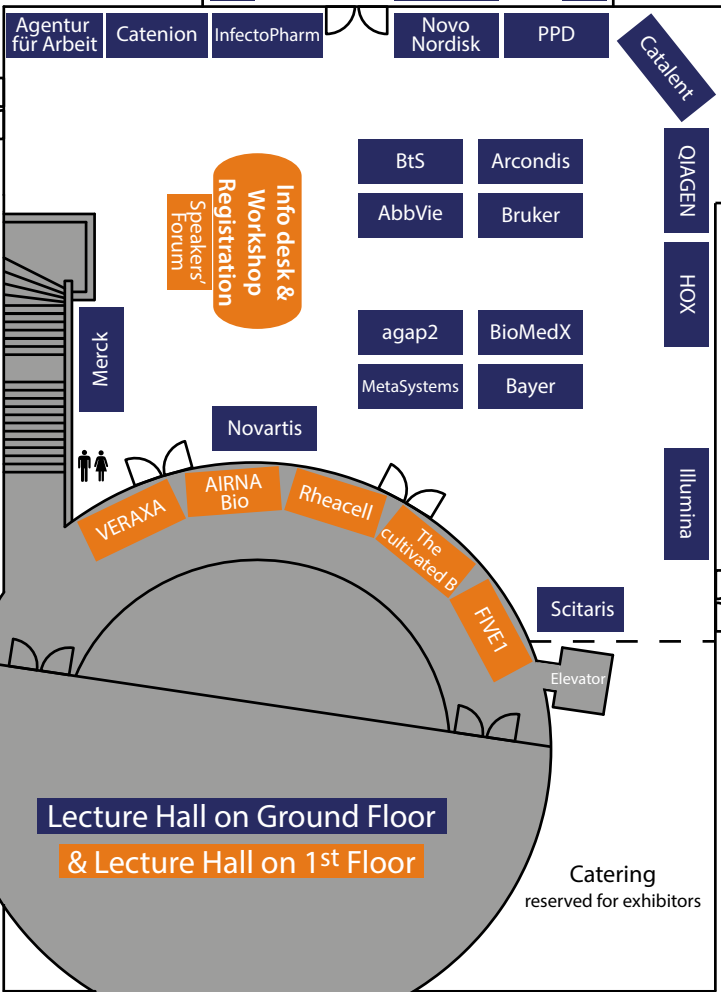 Agentur
für Arbeit
Catenion
InfectoPharm
Novo
Nordisk
PPD
Catalent
BtS
Arcondis
QIAGEN
AbbVie
Bruker
Info desk &
Workshop
Registration
Speakers'
Forum
HOX
Merck
agap2
BioMedX
MetaSystems
Bayer
Novartis
Illumina
VERAXA
AIRNA
Bio
Rheacell
The
cultivated B
FIVE1
Scitaris
Elevator
Lecture Hall on Ground Floor
& Lecture Hall on 1st Floor
Catering
reserved for exhibitors